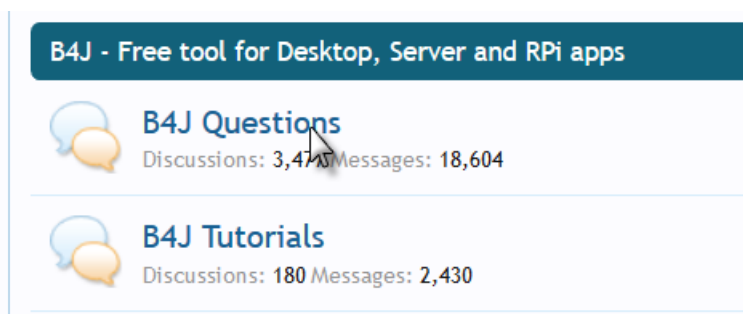 B4J - Free tool for Desktop, Server and RPi apps
B4J Questions
Discussions: Messages: 18,604
B4J Tutorials
Discussions: 180 Messages: 2,430